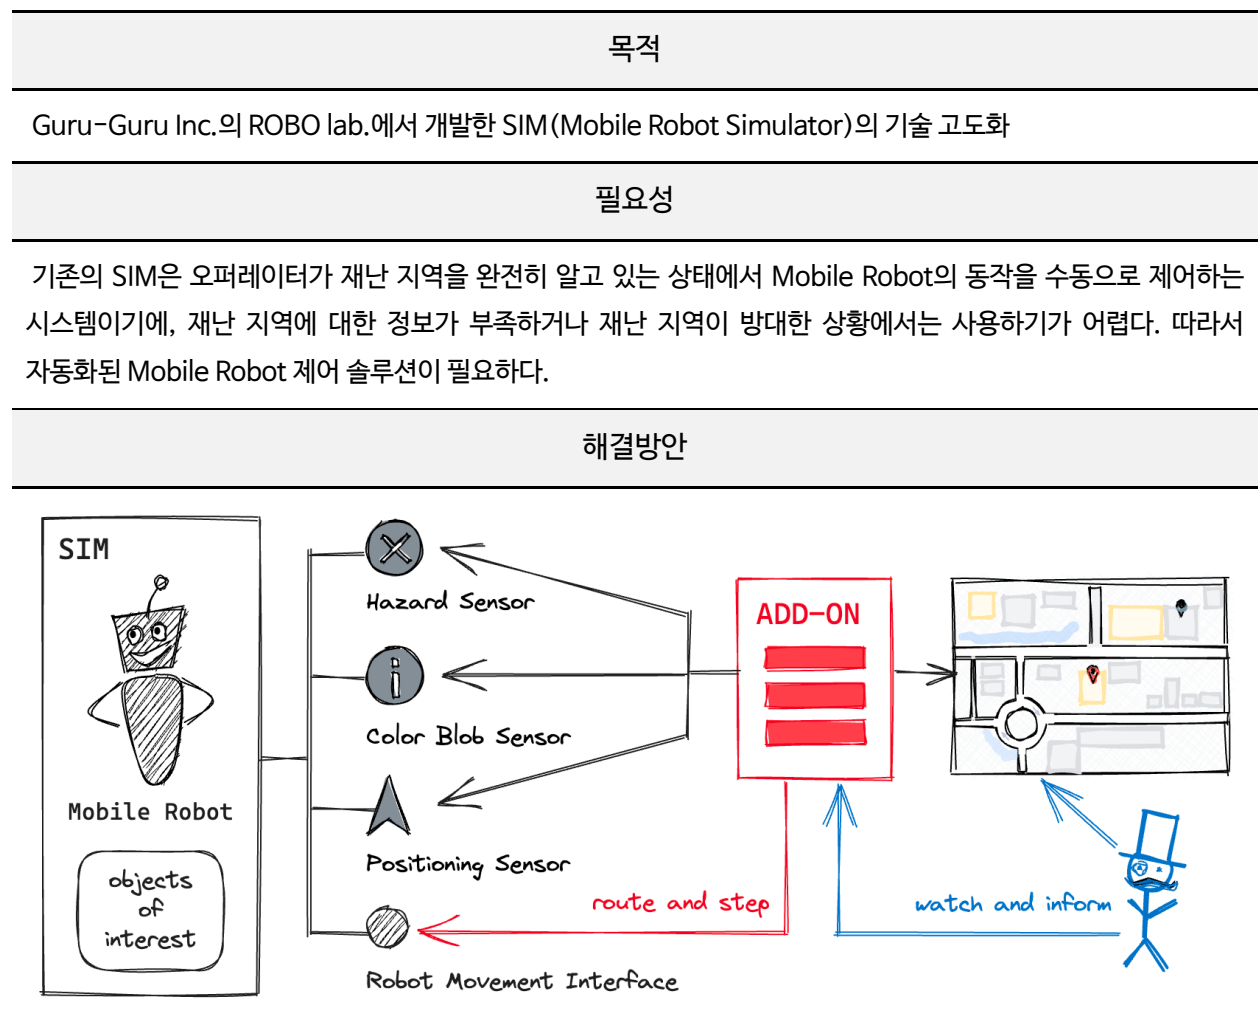 목적
Guru-Guru Inc.의 ROBO lab.에서 개발한 SIM(Mobile Robot Simulator)의 기술 고도화
필요성
기존의 SIM은 오퍼레이터가 재난 지역을 완전히 알고 있는 상태에서 Mobile Robot의 동작을 수동으로 제어하는
시스템이기에, 재난 지역에 대한 정보가 부족하거나 재난 지역이 방대한 상황에서는 사용하기가 어렵다. 따라서
자동화된 Mobile Robot 제어 솔루션이 필요하다.
해결방안
SIM
Mobile Robot
objects
of
interest
Hazard Sensor
i
Color Blob Sensor
Positioning Sensor
Robot Movement Interface
ADD-ON
route and step
watch and inform